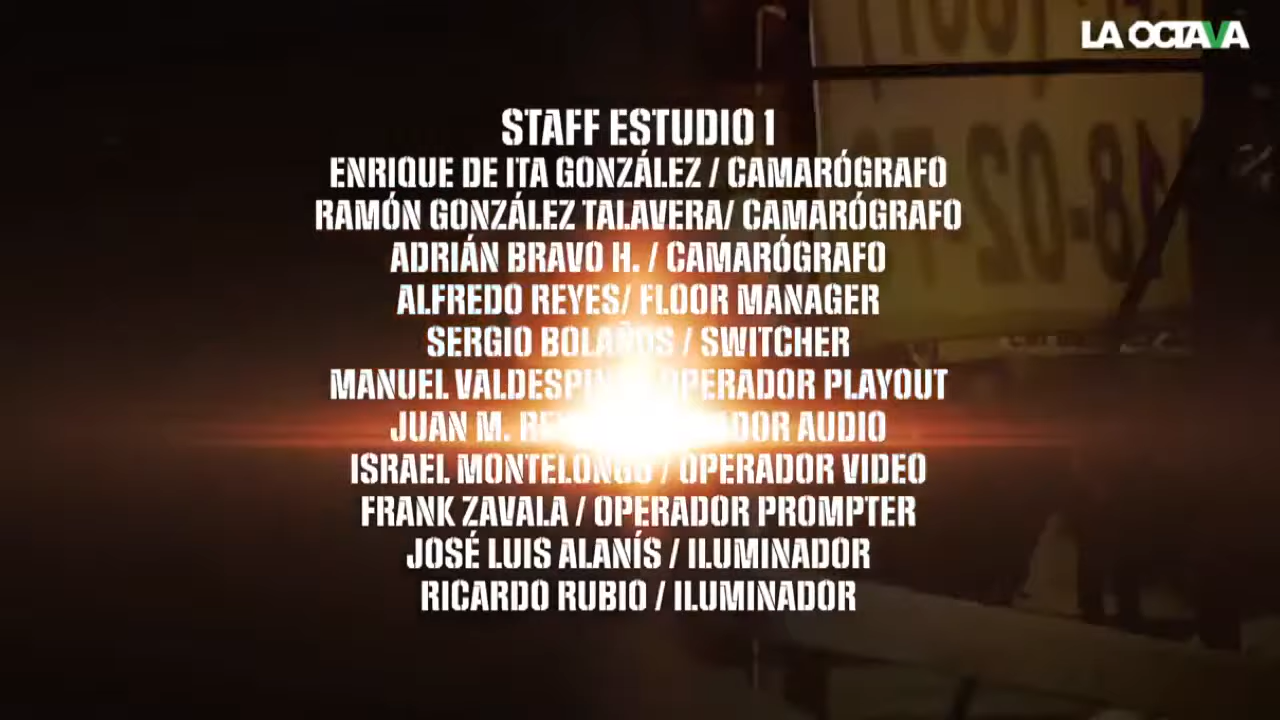 LA OCTAVA
STAFF ESTUDIO 1
ENRIQUE DE ITA GONZÁLEZ / CAMARÓGRAFO
RAMÓN GONZÁLEZ TALAVERA/ CAMARÓGRAFO
ADRIÁN BRAVO H. / CAMARÓGRAFO
ALFREDO REYES/ FLOOR MANAGER
SERGIO BOLAÑOS / SWITCHER
MANUEL OPERADOR PLAYOUT
JUAN M. AUDIO
ISRAEL MONTELONGO / OPERADOR VIDEO
FRANK ZAVALA / OPERADOR PROMPTER
JOSÉ LUIS ALANÍS / ILUMINADOR
RICARDO RUBIO / ILUMINADOR